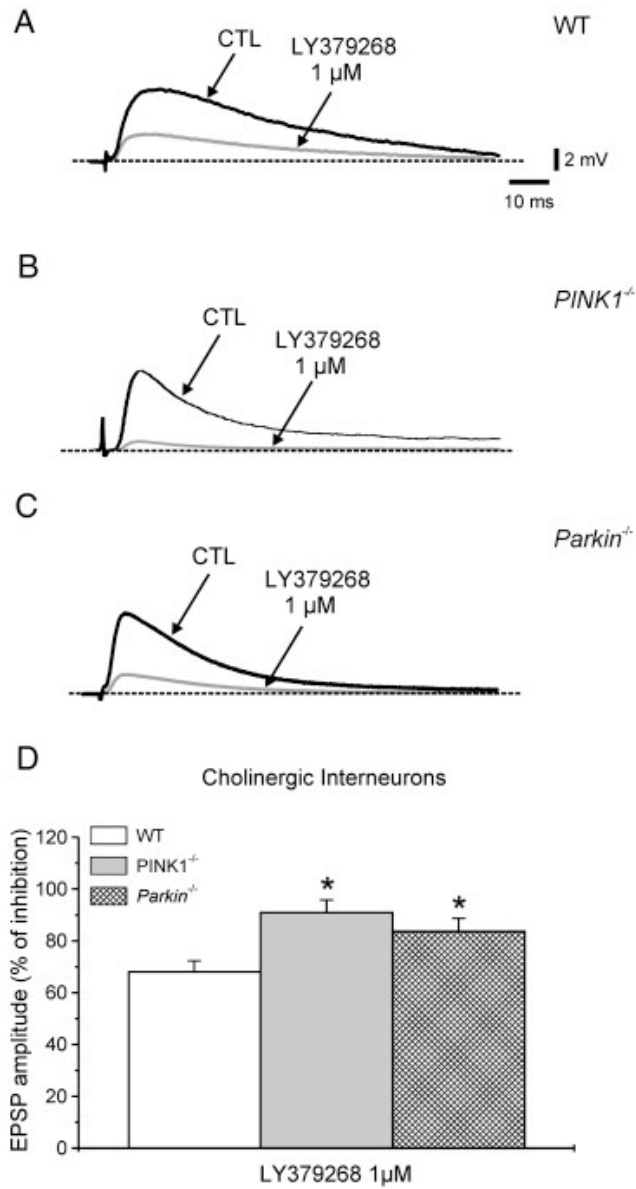 A
WT
CTL
LY379268
1 µM
2 mV
10 ms
B
PINK1-/-
CTL
LY379268
1 µM
C
Parkin-/-
CTL
LY379268
1 µM
D
Cholinergic Interneurons
EPSP amplitude (% of inhibition)
120
100
80
60
40
20
0
WT
PINK1-/-
Parkin-/-
*
*
LY379268 1µM